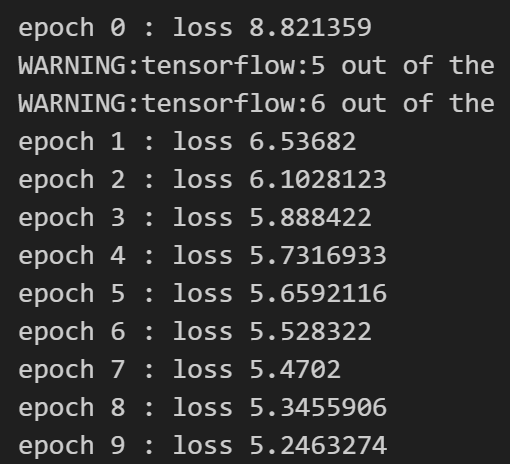 epoch 0 : loss 8.821359
WARNING:tensorflow:5 out of the
WARNING:tensorflow:6 out of the
epoch 1 : loss 6.53682
epoch 2 : loss 6.1028123
epoch 3 : loss 5.888422
epoch 4 : loss 5.7316933
epoch 5 : loss 5.6592116
epoch 6 : loss 5.528322
epoch 7 : loss 5.4702
epoch 8 : loss 5.3455906
epoch 9 : loss 5.2463274